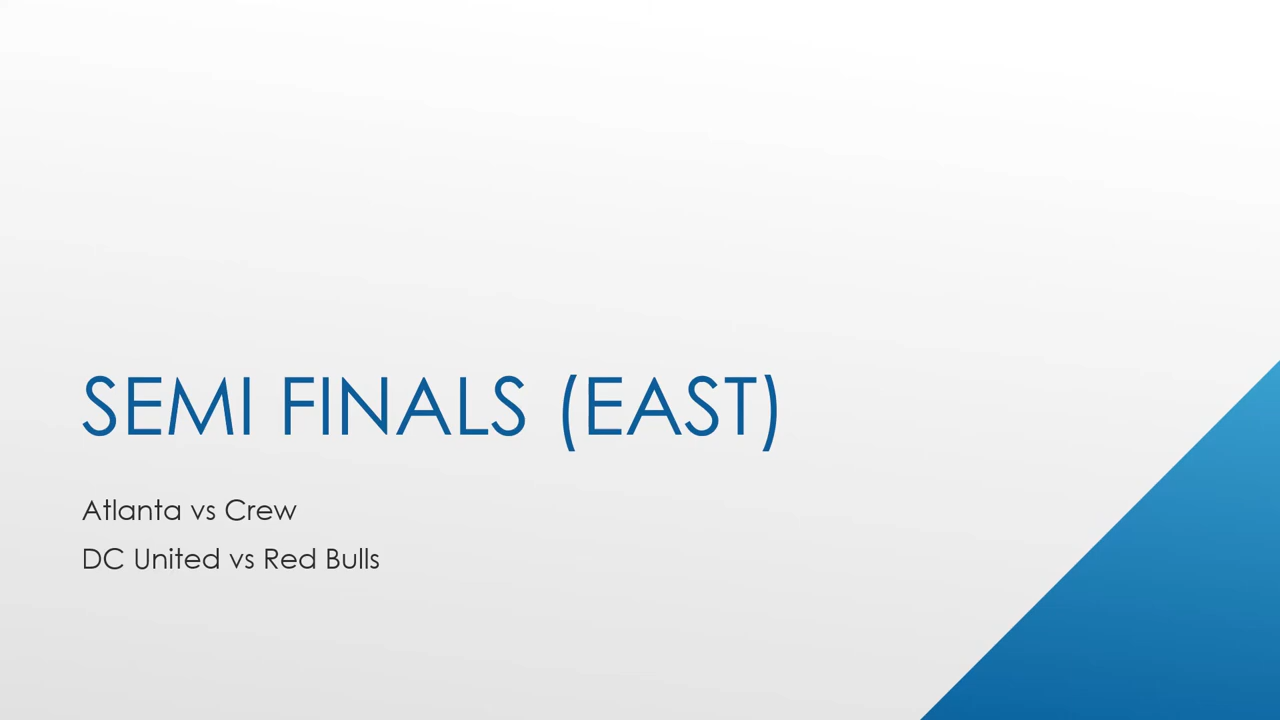 SEMI FINALS (EAST)
Atlanta vs Crew
DC United vs Red Bulls